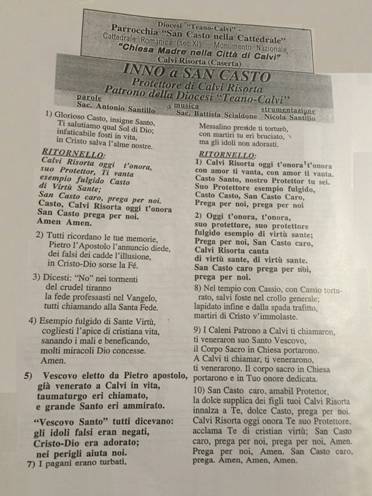 Diocesi "Teano-Calvi"
Parrocchia "San Casto nella Cattedrale"
Cattedrale Romanica (sec XI) Monumento Nazionale
"Chiesa Madre nella Città di Calvi"
Calvi Risorta (Caserta)
INNO a SAN CASTO
Protettore di Calvi Risorta
Patrono della Diocesi "Teano-Calvi"
parole musica strumentazione
Sac. Antonio Santillo Sac. Battista Scialdone Nicola Santillo
1) Glorioso Casto, insigne Santo,
Ti salutiamo qual Sol di Dio;
infaticabile fosti in vita,
in Cristo salva l'alme nostre.
RITORNELLO:
Calvi Risorta oggi t'onora,
suo Protettor, Ti vanta
esempio fulgido Casto
di Virtù Sante;
San Casto caro, prega per noi.
Casto, Calvi Risorta oggi t'onora
San Casto prega per noi.
Amen Amen.
2) Tutti ricordano le tue memorie,
Pietro l'Apostolo l'annuncio diede,
dei falsi dei cadde l'illusione,
in Cristo-Dio sorse la Fé.
3) Dicesti: "No" nei tormenti
del crudel tiranno
la fede professasti nel Vangelo,
tutti chiamando alla Santa Fede.
4) Esempio fulgido di Sante Virtù,
cogliesti l'apice di cristiana vita,
sanando i mali e beneficando,
molti miracoli Dio concesse.
Amen.
5) Vescovo eletto da Pietro apostolo,
già venerato a Calvi in vita,
taumaturgo eri chiamato,
e grande Santo eri ammirato.
"Vescovo Santo" tutti dicevano:
gli idoli falsi eran negati,
Cristo-Dio era adorato;
nei perigli aiuta noi.
7) I pagani erano turbati,
Messalino preside ti torturò,
con martiri tu eri bruciato,
ma gli idoli non adorasti.
RITORNELLO:
1) Calvi Risorta oggi t'onora t'onora
con amor ti vanta, con amor ti vanta.
Casto Santo, nostro Protettor tu sei.
Suo Protettore esempio fulgido,
Casto Santo, San Casto Caro,
Prega per noi, prega per noi
2) Oggi t'onora, t'onora,
suo protettore, suo protettore
fulgido esempio di virtù sante;
Prega per noi, San Casto caro,
Calvi Risorta canta
di virtù sante, di virtù sante.
San Casto caro prega per noi,
prega per noi.
8) Nel tempio con Cassio, con Cassio
rato, salvi foste nel crollo generale;
lapidato infine e dalla spada trafitto,
martiri di Cristo v'immolaste.
9) I Caleni Patrono a Calvi ti chiamaron,
ti veneraron suo Santo Vescovo,
il Corpo Sacro in Chiesa portarono.
A Calvi ti chiamar, ti venerarono,
ti venerarono. Il corpo sacro in Chiesa
portarono e in Tuo onore dedicata.
10) San Casto caro, amabil Protettor,
la dolce supplica dei figli tuoi Calvi Risorta
innalza a Te, dolce Casto, prega per noi.
Calvi Risorta oggi onora Te suo Protettore,
acclama Te di cristian virtù; San Casto
caro, prega per noi, prega per noi, Amen.
Prega per noi, Amen, San Casto caro,
prega. Amen, Amen, Amen.